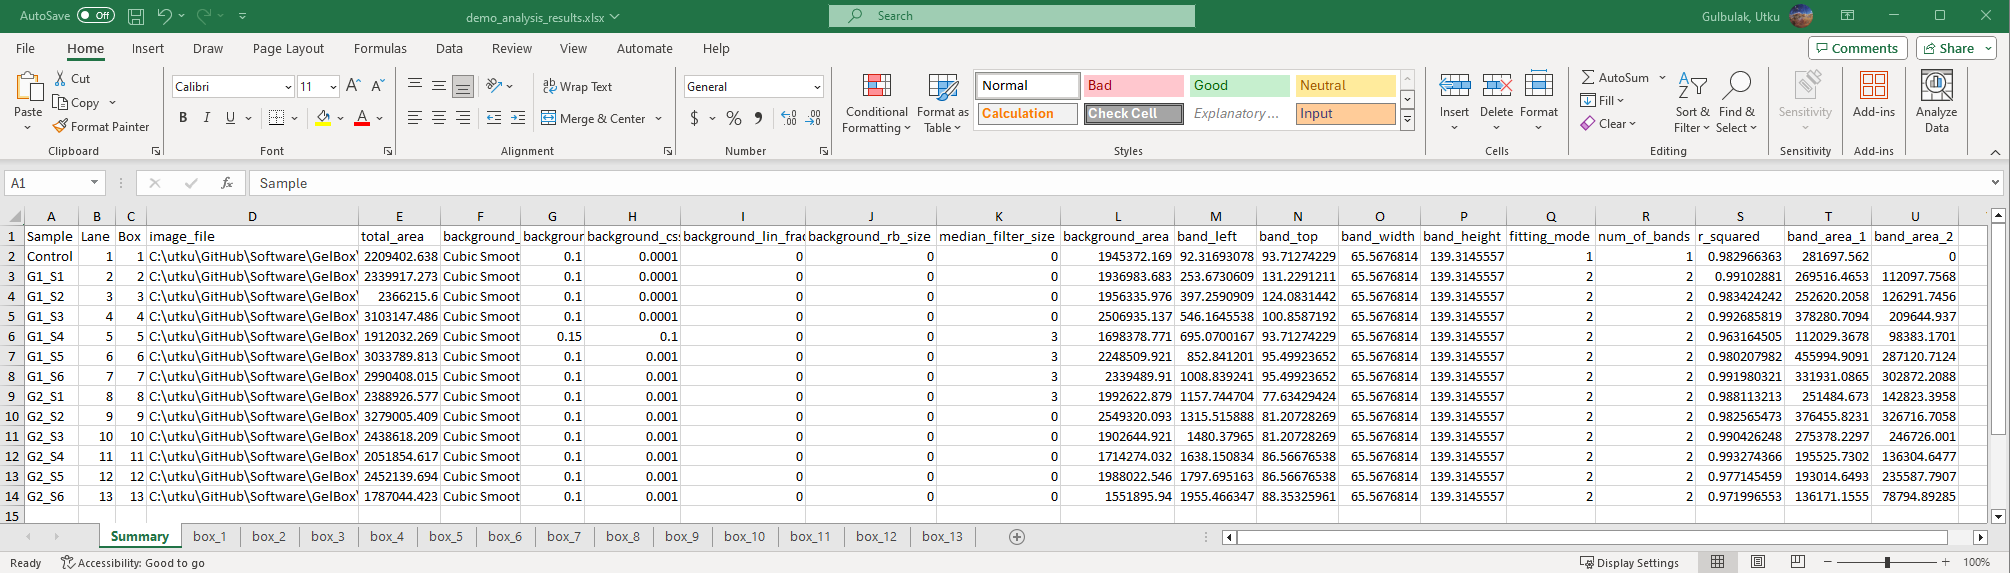 AutoSave Off demo_analysis_results.xlsx Search Gulbulak, Utku
File Home Insert Draw Page Layout Formulas Data Review View Automate Help Comments Share
Paste Cut Copy Format Painter Clipboard
Calibri 11 A A B I U A Font
ab Wrap Text Merge & Center Alignment
General $ % Number
Conditional Formatting Format as Table
Normal Bad Good Neutral
Calculation Check Cell Explanatory ... Input
Styles
Insert Delete Format Cells
AutoSum Fill Clear Sort & Filter Find & Select Editing
Sensitivity Sensitivity
Add-ins Add-ins
Analyze Data
A1 fx Sample
A B C D E F G H I J K L M N O P Q R S T U
1 Sample Lane Box image_file total_area background_ backgroun background_css background_lin_frac background_rb_size median_filter_size background_area band_left band_top band_width band_height fitting_mode num_of_bands r_squared band_area_1 band_area_2
2 Control 1 1 C:\utku\GitHub\Software\GelBox\ 2209402.638 Cubic Smoot 0.1 0.0001 0 0 0 1945372.169 92.31693078 93.71274229 65.5676814 139.3145557 1 1 0.982966363 281697.562 0
3 G1_S1 2 2 C:\utku\GitHub\Software\GelBox\ 2339917.273 Cubic Smoot 0.1 0.0001 0 0 0 1936983.683 253.6730609 131.2291211 65.5676814 139.3145557 2 2 0.99102881 269516.4653 112097.7568
4 G1_S2 3 3 C:\utku\GitHub\Software\GelBox\ 2366215.6 Cubic Smoot 0.1 0.0001 0 0 0 1956335.976 397.2590909 124.0831442 65.5676814 139.3145557 2 2 0.983424242 252620.2058 126291.7456
5 G1_S3 4 4 C:\utku\GitHub\Software\GelBox\ 3103147.486 Cubic Smoot 0.1 0.0001 0 0 0 2506935.137 546.1645538 100.8587192 65.5676814 139.3145557 2 2 0.992685819 378280.7094 209644.937
6 G1_S4 5 5 C:\utku\GitHub\Software\GelBox\ 1912032.269 Cubic Smoot 0.15 0.1 0 0 3 1698378.771 695.0700167 93.71274229 65.5676814 139.3145557 2 2 0.963164505 112029.3678 98383.1701
7 G1_S5 6 6 C:\utku\GitHub\Software\GelBox\ 3033789.813 Cubic Smoot 0.1 0.001 0 0 3 2248509.921 852.841201 95.49923652 65.5676814 139.3145557 2 2 0.980207982 455994.9091 287120.7124
8 G1_S6 7 7 C:\utku\GitHub\Software\GelBox\ 2990408.015 Cubic Smoot 0.1 0.001 0 0 3 2339489.91 1008.839241 95.49923652 65.5676814 139.3145557 2 2 0.991980321 331931.0865 302872.2088
9 G2_S1 8 8 C:\utku\GitHub\Software\GelBox\ 2388926.577 Cubic Smoot 0.1 0.001 0 0 3 1992622.879 1157.744704 77.63429424 65.5676814 139.3145557 2 2 0.988113213 251484.673 142823.3958
10 G2_S2 9 9 C:\utku\GitHub\Software\GelBox\ 3279005.409 Cubic Smoot 0.1 0.001 0 0 0 2549320.093 1315.515888 81.20728269 65.5676814 139.3145557 2 2 0.982565473 376455.8231 326716.7058
11 G2_S3 10 10 C:\utku\GitHub\Software\GelBox\ 2438618.209 Cubic Smoot 0.1 0.001 0 0 0 1902644.921 1480.37965 81.20728269 65.5676814 139.3145557 2 2 0.990426248 275378.2297 246726.001
12 G2_S4 11 11 C:\utku\GitHub\Software\GelBox\ 2051854.617 Cubic Smoot 0.1 0.001 0 0 0 1714274.032 1638.150834 86.56676538 65.5676814 139.3145557 2 2 0.993274366 195525.7302 136304.6477
13 G2_S5 12 12 C:\utku\GitHub\Software\GelBox\ 2452139.694 Cubic Smoot 0.1 0.001 0 0 0 1988022.546 1797.695163 86.56676538 65.5676814 139.3145557 2 2 0.977145459 193014.6493 235587.7907
14 G2_S6 13 13 C:\utku\GitHub\Software\GelBox\ 1787044.423 Cubic Smoot 0.1 0.001 0 0 0 1551895.94 1955.466347 88.35325961 65.5676814 139.3145557 2 2 0.971996553 136171.1555 78794.89285
15
Summary box_1 box_2 box_3 box_4 box_5 box_6 box_7 box_8 box_9 box_10 box_11 box_12 box_13
Ready Accessibility: Good to go Display Settings 100%